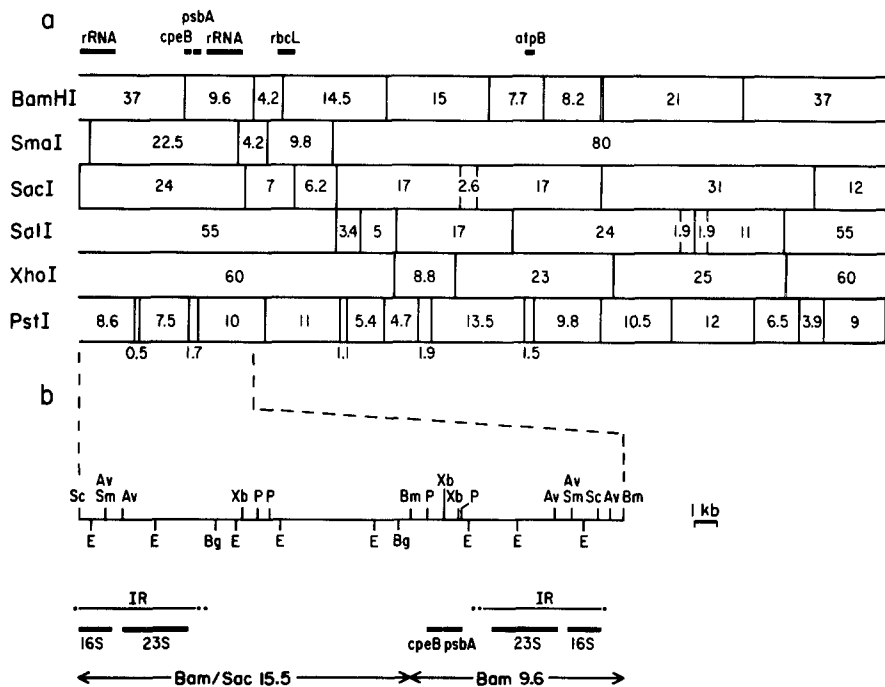 a
psbA
rRNA cpeB rRNA rbcL atpB
BamHI 37 9.6 4.2 14.5 15 7.7 8.2 21 37
SmaI 22.5 4.2 9.8 80
SacI 24 7 6.2 17 2.6 17 31 12
SalI 55 3.4 5 17 24 1.9 1.9 11 55
XhoI 60 8.8 23 25 60
PstI 8.6 7.5 10 11 5.4 4.7 13.5 9.8 10.5 12 6.5 3.9 9
0.5 1.7 1.1 1.9 1.5
b
Av Xb Av
Sc Sm Av Xb P P Bm P Xb P Av Sm Sc Av Bm
1 kb
E E Bg E E E Bg E E E
IR IR
16S 23S cpeB psbA 23S 16S
Bam/Sac 15.5 Bam 9.6